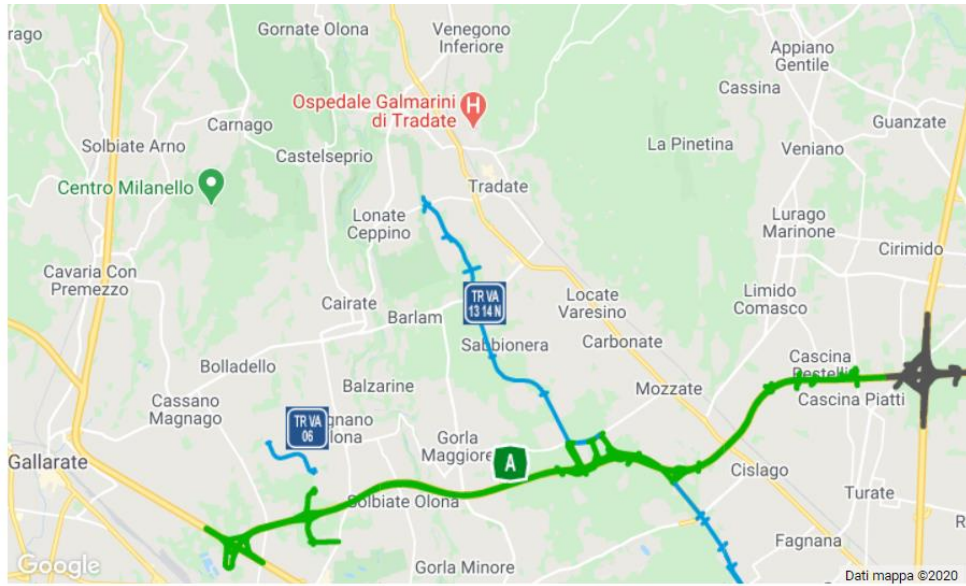 rago
Gornate Olona
Venegono
Inferiore
Appiano
Gentile
Cassina
Ospedale Galmarini
di Tradate
H
Guanzate
Carnago
Solbiate Arno
Castelseprio
La Pinetina
Veniano
Centro Milanello
Tradate
Lonate
Ceppino
Lurago
Marinone
Cirimido
Cavaria Con
Premezzo
Cairate
TR VA
13 14 N
Locate
Varesino
Limido
Comasco
Barlam
Sabbionera
Carbonate
Bolladello
Cascina
Restelli
Balzarine
Mozzate
Cascina Piatti
Cassano
Magnago
TR VA
06
gnano
lona
Gorla
Maggiore
A
Gallarate
Cislago
Solbiate Olona
Turate
R
Fagnana
Gorla Minore
Google
Dati mappa ©2020